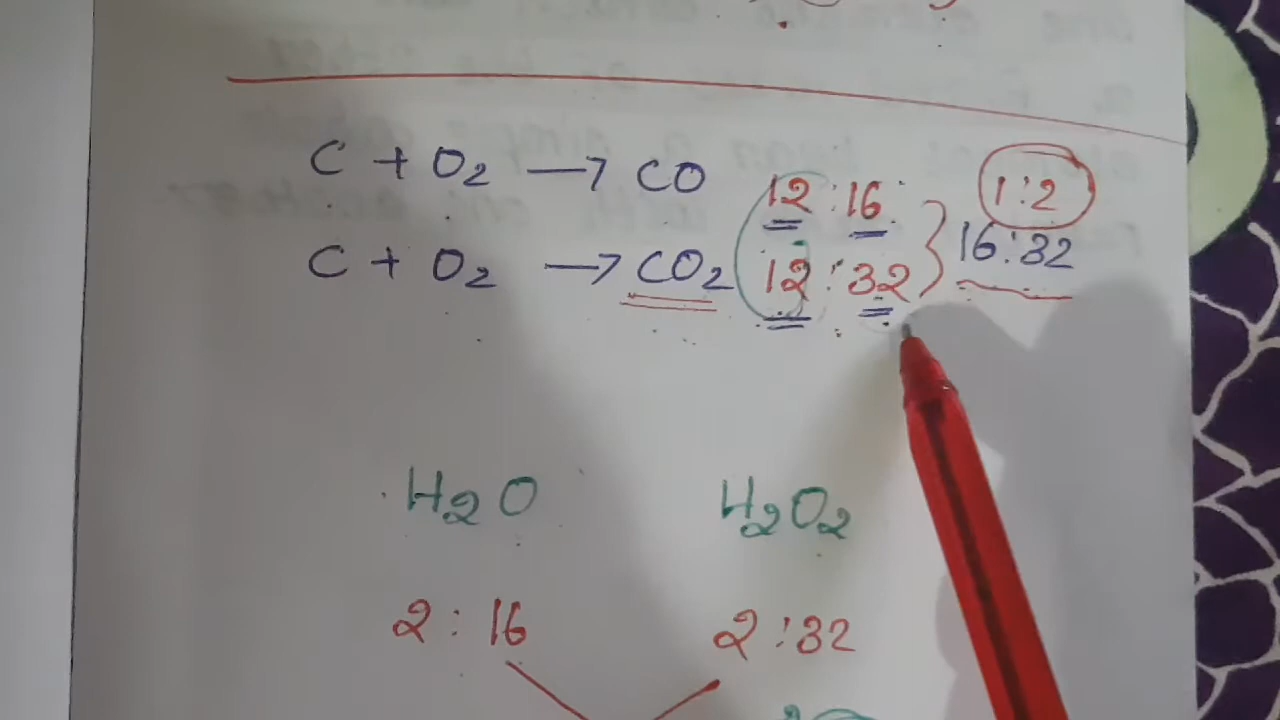 C + O₂ → CO 12 : 16 1:2
C + O₂ → CO₂ 12 : 32 } 16:32
H₂O H₂O₂
2 : 16 2 : 32